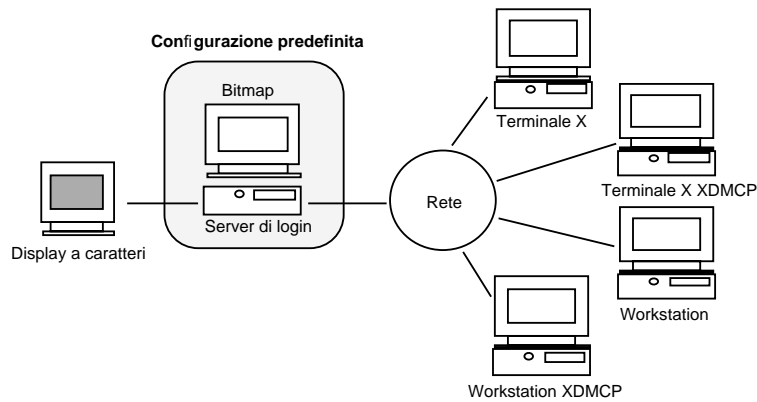 Configurazione predefinita
Bitmap
Server di login
Display a caratteri
Rete
Terminale X
Terminale X XDMCP
Workstation
Workstation XDMCP